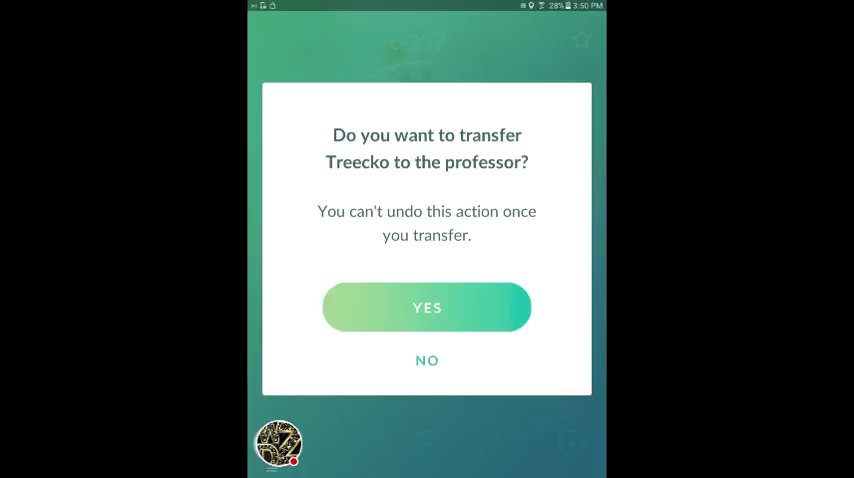 28% 3:50 PM
Do you want to transfer
Treecko to the professor?
You can't undo this action once
you transfer.
YES
NO